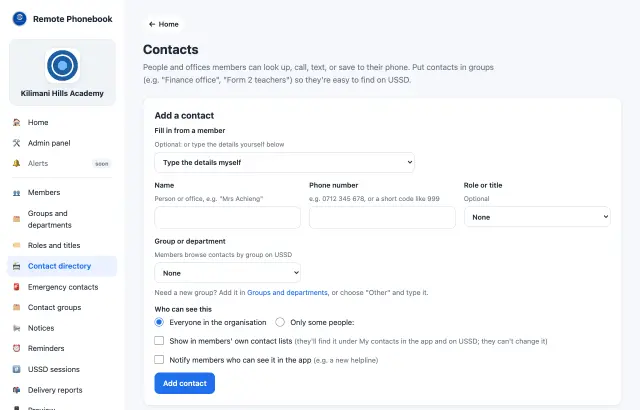 Remote Phonebook
Kilimani Hills Academy
Home
Admin panel
Alerts
soon
Members
Groups and
departments
Roles and titles
Contact directory
Emergency contacts
Contact groups
Notices
Reminders
USSD sessions
Delivery reports
Preview
← Home
Contacts
People and offices members can look up, call, text, or save to their phone. Put contacts in groups
(e.g. "Finance office", "Form 2 teachers") so they're easy to find on USSD.
Add a contact
Fill in from a member
Optional: or type the details yourself below
Type the details myself
Name
Person or office, e.g. "Mrs Achieng"
Phone number
e.g. 0712 345 678, or a short code like 999
Role or title
Optional
None
Group or department
Members browse contacts by group on USSD
None
Need a new group? Add it in Groups and departments, or choose "Other" and type it.
Who can see this
Everyone in the organisation
Only some people:
Show in members' own contact lists (they'll find it under My contacts in the app and on USSD; they can't change it)
Notify members who can see it in the app (e.g. a new helpline)
Add contact